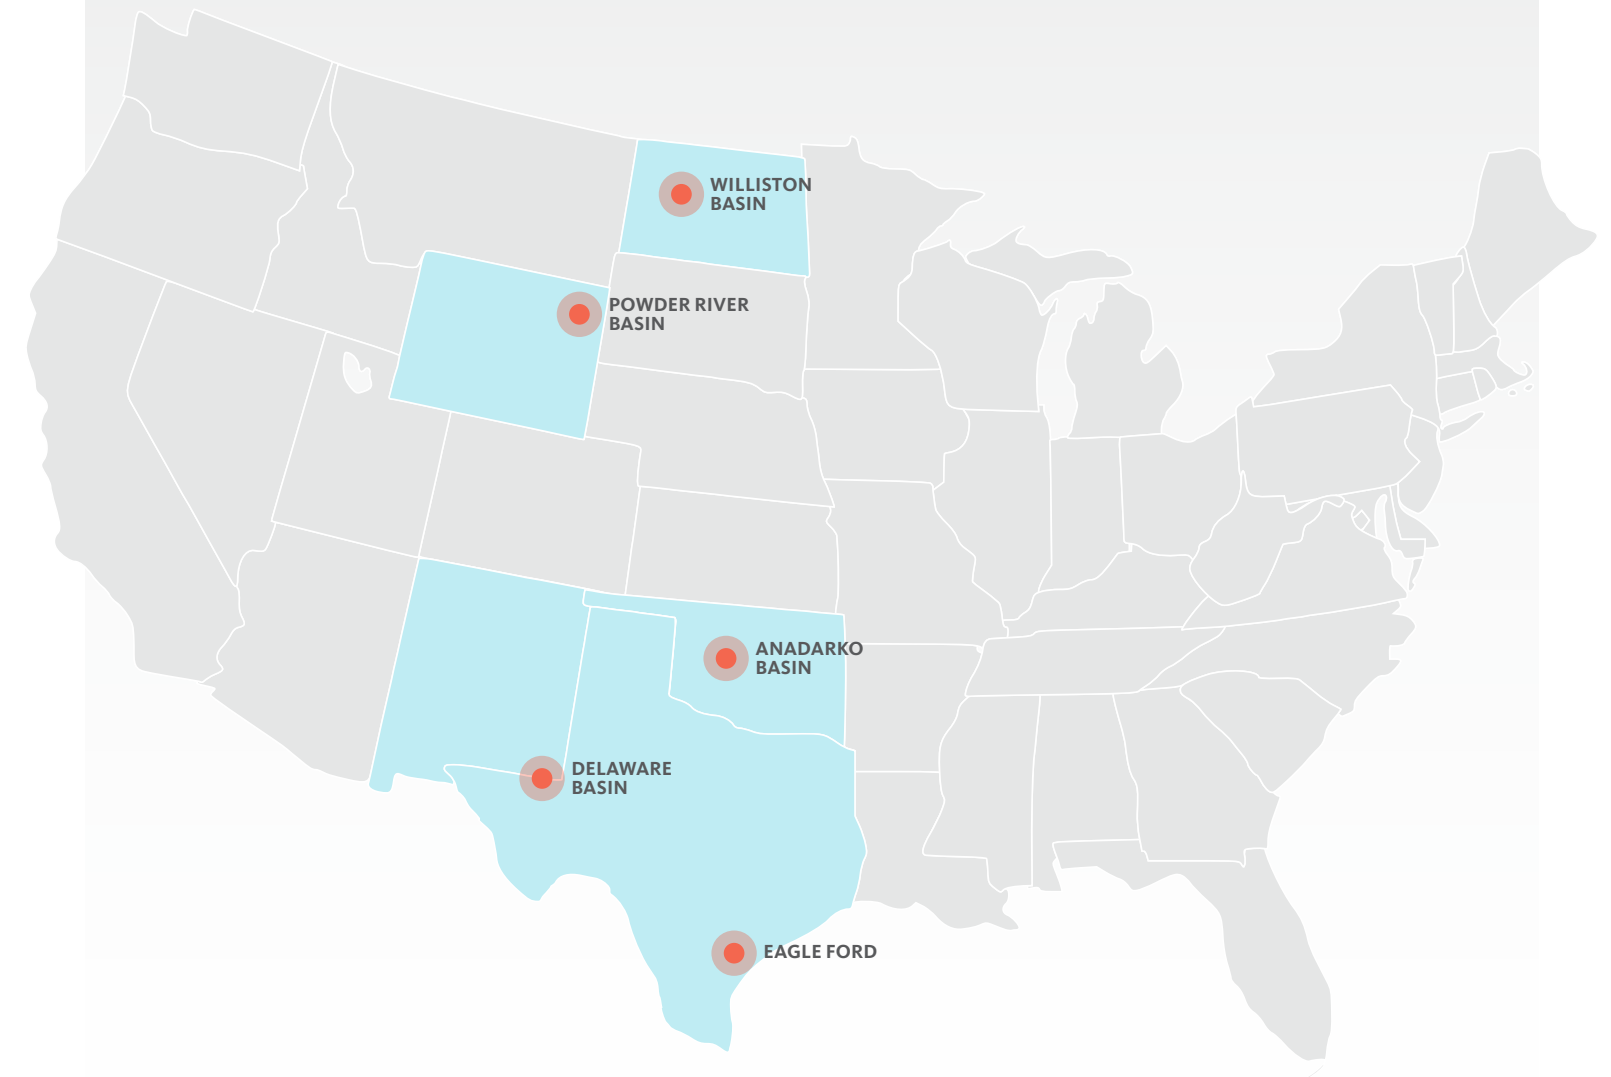 WILLISTON
BASIN
POWDER RIVER
BASIN
ANADARKO
BASIN
DELAWARE
BASIN
EAGLE FORD